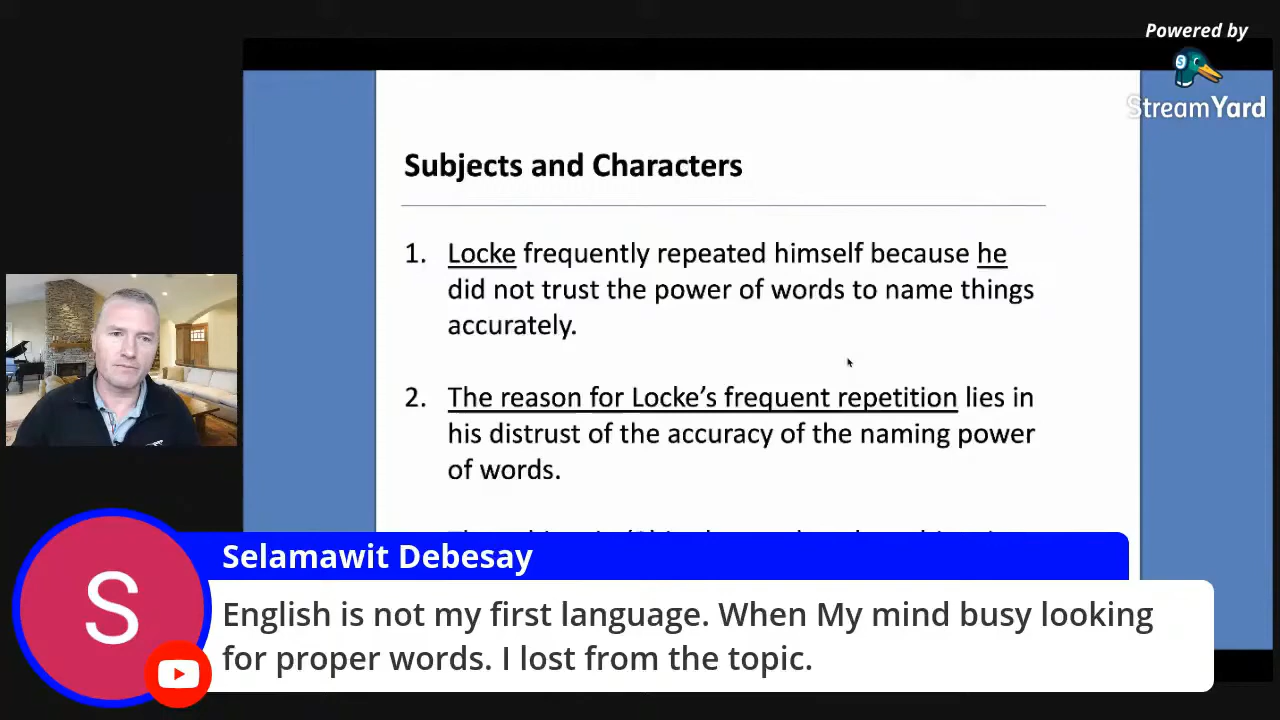 Powered by
StreamYard
Subjects and Characters
1. Locke frequently repeated himself because he
did not trust the power of words to name things
accurately.
2. The reason for Locke’s frequent repetition lies in
his distrust of the accuracy of the naming power
of words.
S
Selamawit Debesay
English is not my first language. When My mind busy looking
for proper words. I lost from the topic.